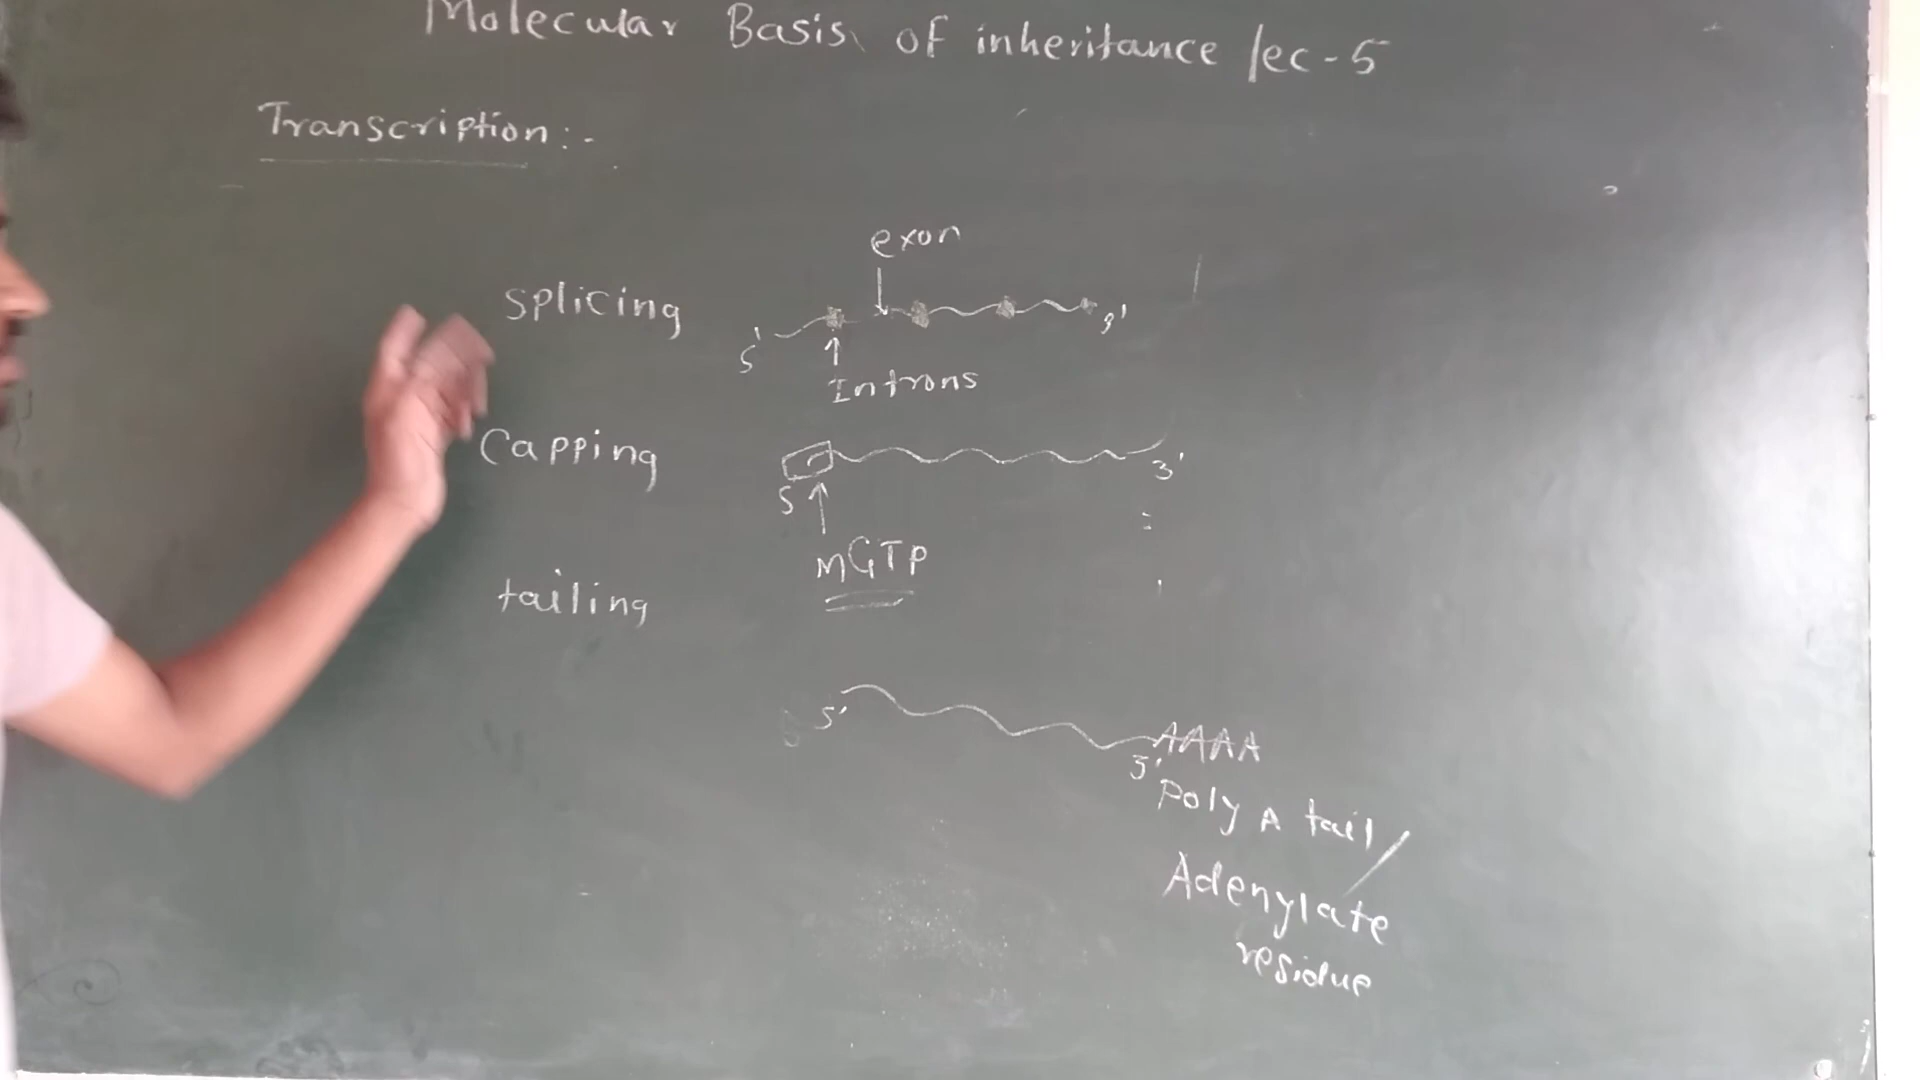 Molecular Basis of inheritance lec-5
Transcription:-
exon
splicing
5' 3'
Introns
Capping
5 3'
mGTP
tailing
5' 3' AAAA
Poly A tail/
Adenylate
residue